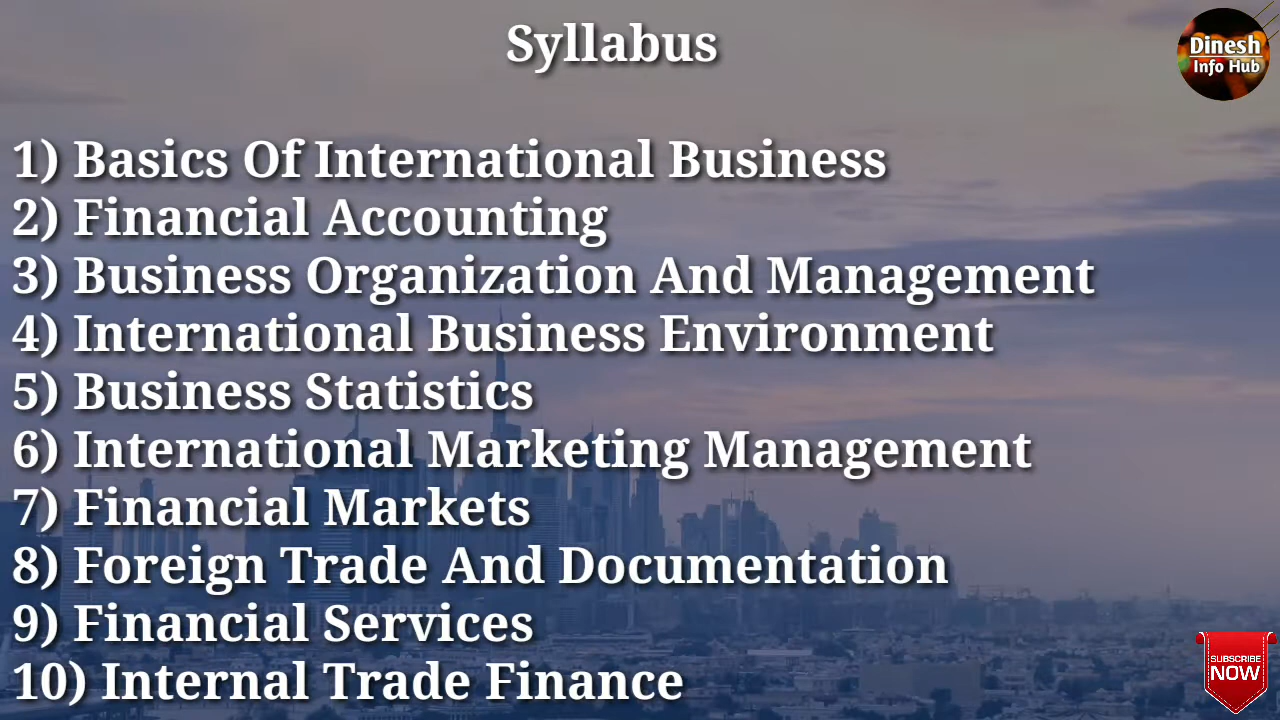 Syllabus
Dinesh
Info Hub
1) Basics Of International Business
2) Financial Accounting
3) Business Organization And Management
4) International Business Environment
5) Business Statistics
6) International Marketing Management
7) Financial Markets
8) Foreign Trade And Documentation
9) Financial Services
10) Internal Trade Finance
SUBSCRIBE
NOW